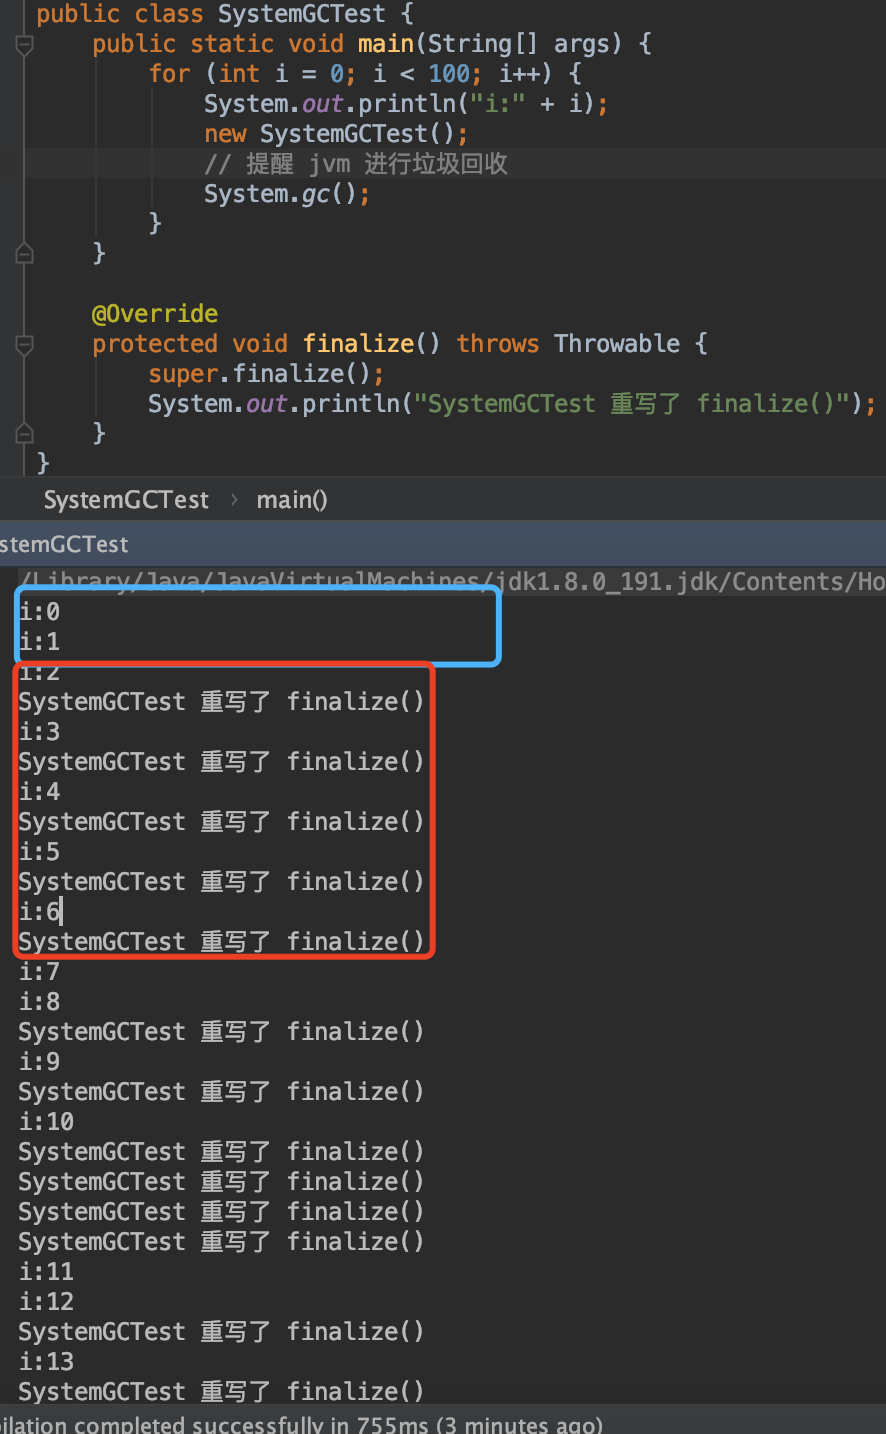 public class SystemGCTest {
public static void main(String[] args) {
for (int i = 0; i < 100; i++) {
System.out.println("i:" + i);
new SystemGCTest();
// 提醒 jvm 进行垃圾回收
System.gc();
}
}
@Override
protected void finalize() throws Throwable {
super.finalize();
System.out.println("SystemGCTest 重写了 finalize()");
}
}
SystemGCTest › main()
stemGCTest
/Library/Java/JavaVirtualMachines/jdk1.8.0_191.jdk/Contents/Ho
i:0
i:1
i:2
SystemGCTest 重写了 finalize()
i:3
SystemGCTest 重写了 finalize()
i:4
SystemGCTest 重写了 finalize()
i:5
SystemGCTest 重写了 finalize()
i:6
SystemGCTest 重写了 finalize()
i:7
i:8
SystemGCTest 重写了 finalize()
i:9
SystemGCTest 重写了 finalize()
i:10
SystemGCTest 重写了 finalize()
SystemGCTest 重写了 finalize()
SystemGCTest 重写了 finalize()
SystemGCTest 重写了 finalize()
i:11
i:12
SystemGCTest 重写了 finalize()
i:13
SystemGCTest 重写了 finalize()
pilation completed successfully in 755ms (3 minutes ago)